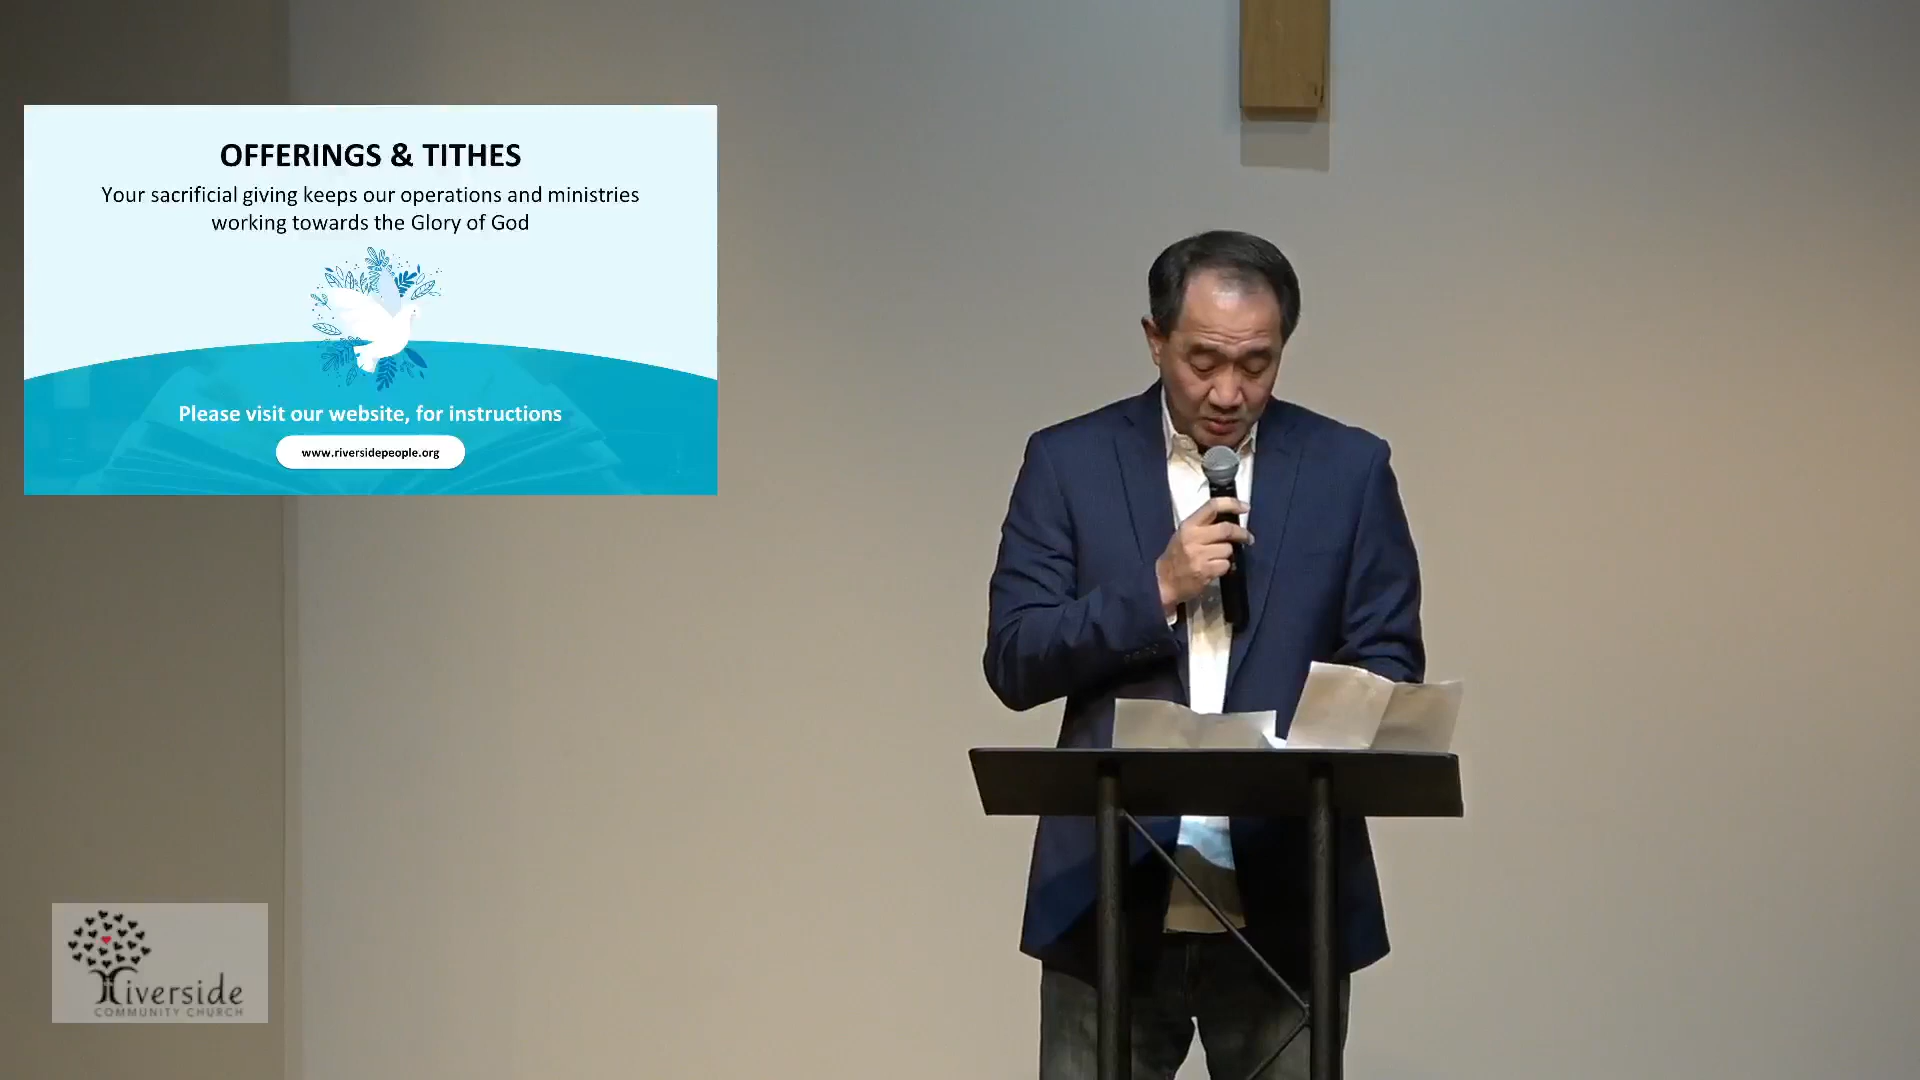 OFFERINGS & TITHES
Your sacrificial giving keeps our operations and ministries
working towards the Glory of God
Please visit our website, for instructions
www.riversidepeople.org
Riverside
COMMUNITY CHURCH